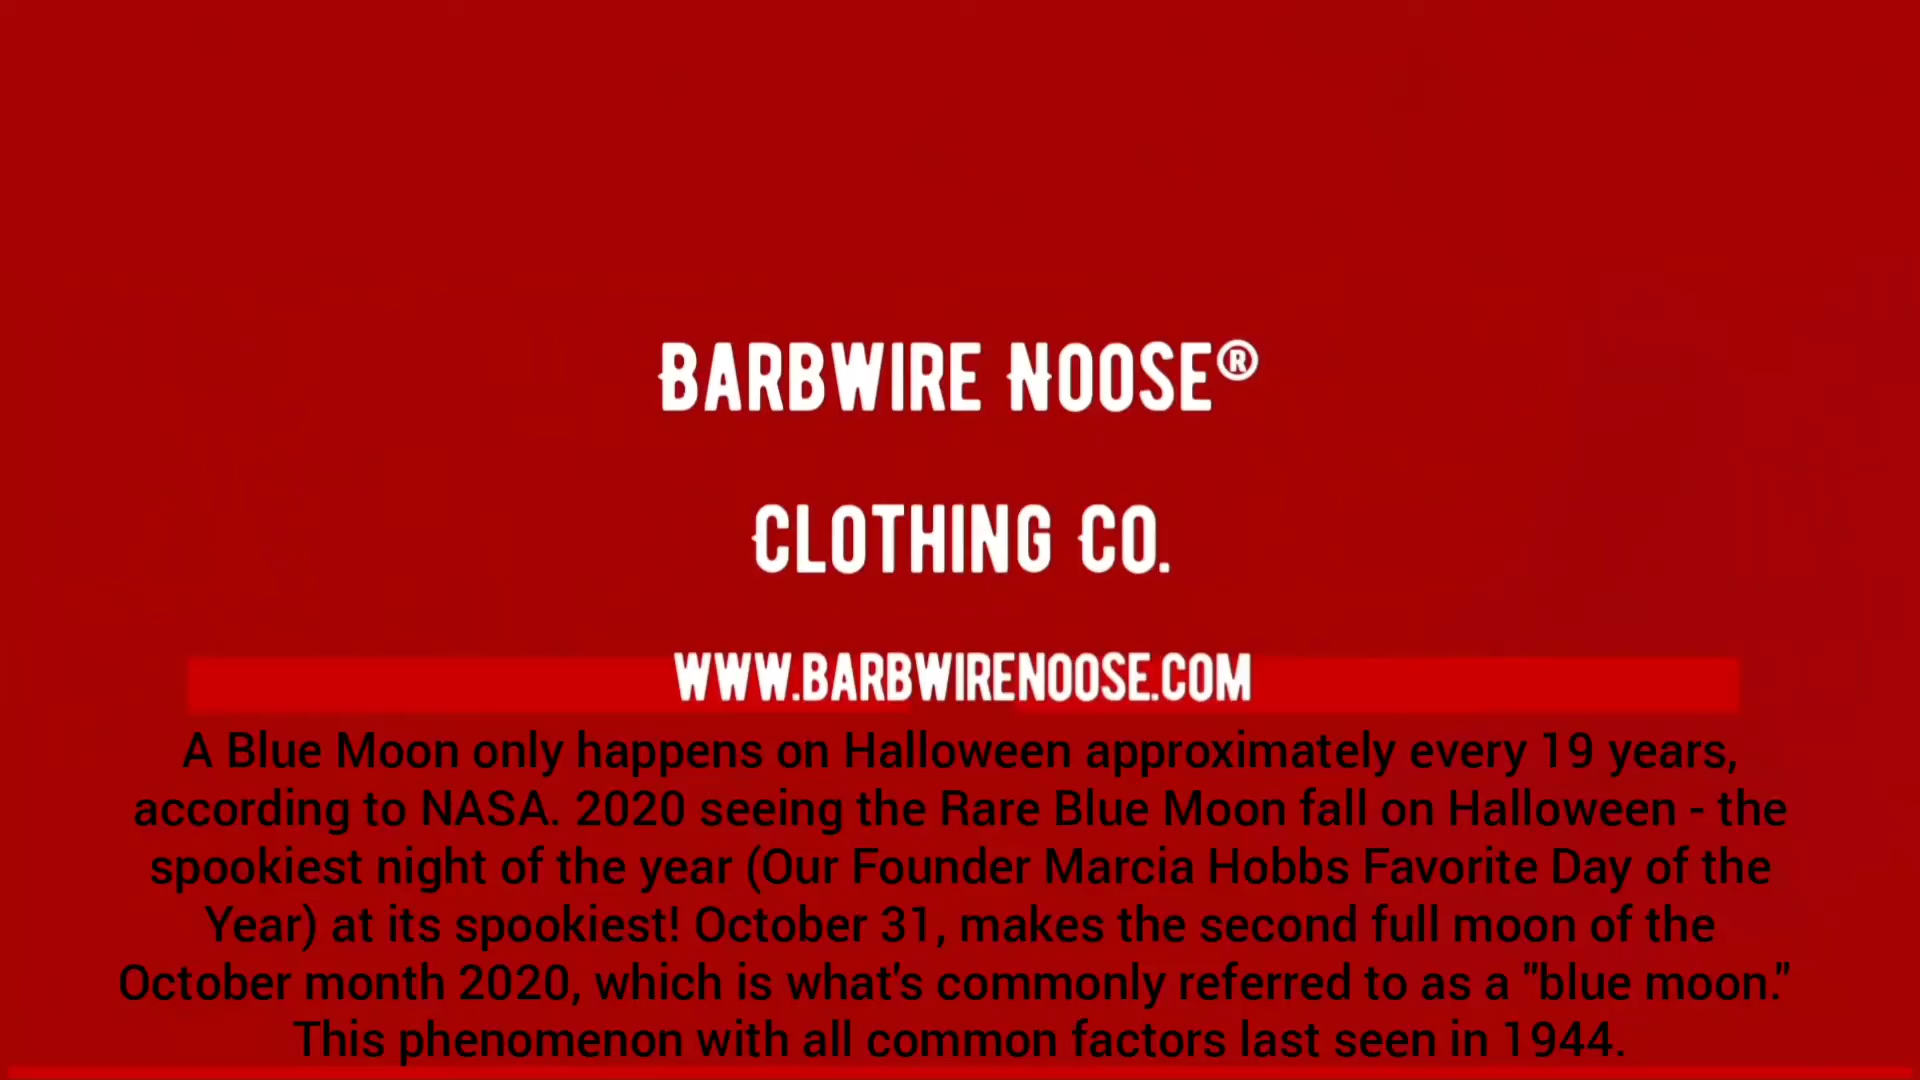 BARBWIRE NOOSE®
CLOTHING CO.
WWW.BARBWIRENOOSE.COM
A Blue Moon only happens on Halloween approximately every 19 years,
according to NASA. 2020 seeing the Rare Blue Moon fall on Halloween - the
spookiest night of the year (Our Founder Marcia Hobbs Favorite Day of the
Year) at its spookiest! October 31, makes the second full moon of the
October month 2020, which is what's commonly referred to as a "blue moon."
This phenomenon with all common factors last seen in 1944.